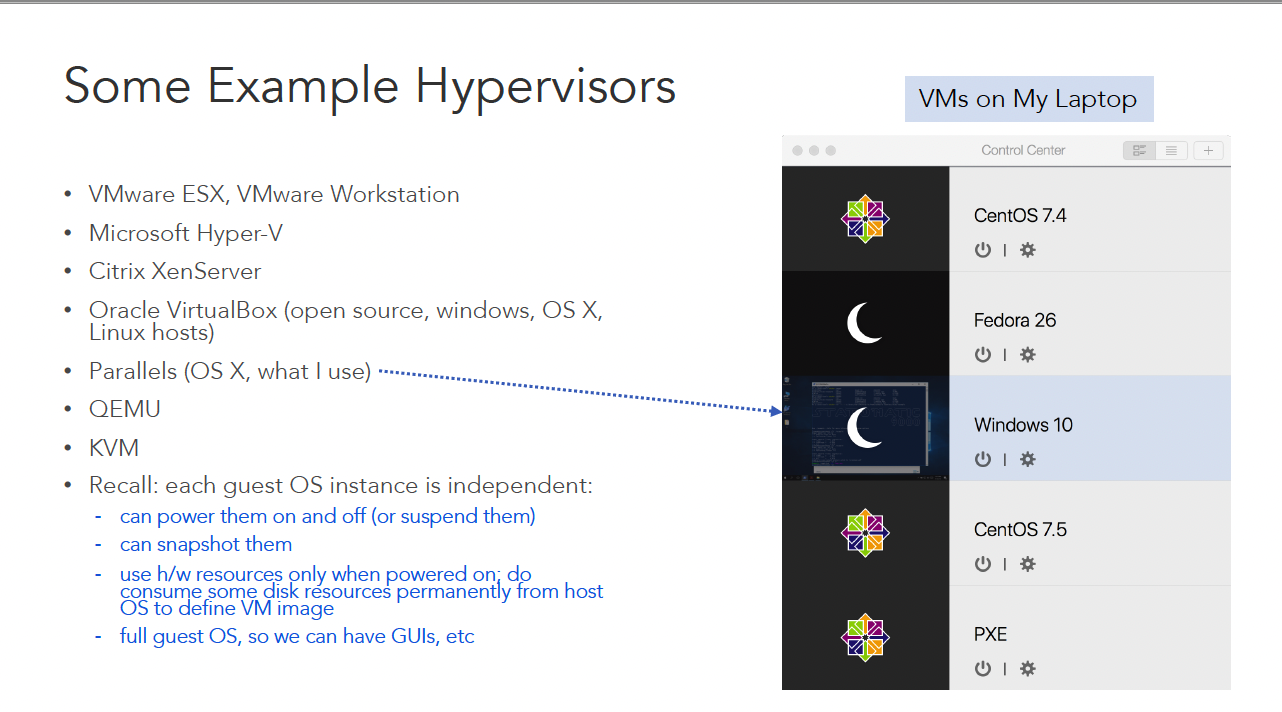 Some Example Hypervisors
VMs on My Laptop
• VMware ESX, VMware Workstation
• Microsoft Hyper-V
• Citrix XenServer
• Oracle VirtualBox (open source, windows, OS X,
Linux hosts)
• Parallels (OS X, what I use)
• QEMU
• KVM
• Recall: each guest OS instance is independent:
- can power them on and off (or suspend them)
- can snapshot them
- use h/w resources only when powered on; do
consume some disk resources permanently from host
OS to define VM image
- full guest OS, so we can have GUIs, etc
Control Center
CentOS 7.4
Fedora 26
Windows 10
CentOS 7.5
PXE